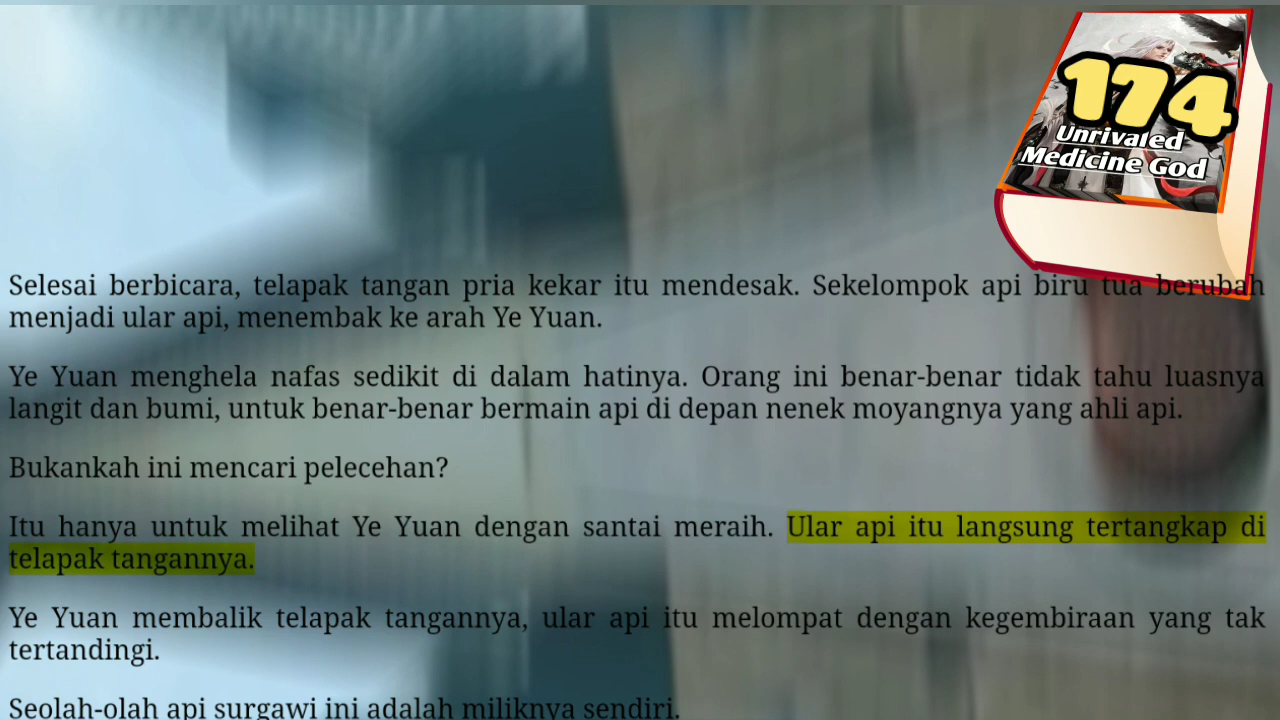 174
Unrivaled
Medicine God
Selesai berbicara, telapak tangan pria kekar itu mendesak. Sekelompok api biru tua berubah
menjadi ular api, menembak ke arah Ye Yuan.
Ye Yuan menghela nafas sedikit di dalam hatinya. Orang ini benar-benar tidak tahu luasnya
langit dan bumi, untuk benar-benar bermain api di depan nenek moyangnya yang ahli api.
Bukankah ini mencari pelecehan?
Itu hanya untuk melihat Ye Yuan dengan santai meraih. Ular api itu langsung tertangkap di
telapak tangannya.
Ye Yuan membalik telapak tangannya, ular api itu melompat dengan kegembiraan yang tak
tertandingi.
Seolah-olah api surgawi ini adalah miliknya sendiri.